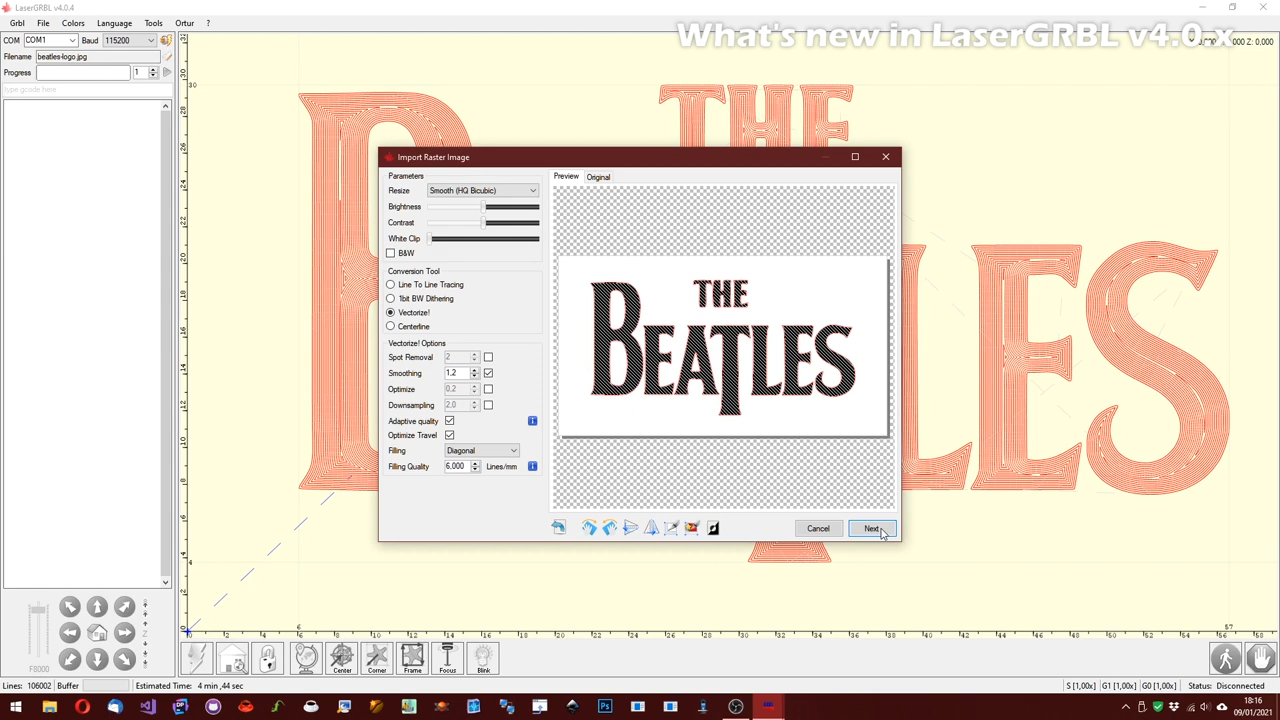 LaserGRBL v4.0.4
What's new in LaserGRBL v4.0.x
Grbl File Colors Language Tools Ortur ?
COM COM1 Baud 115200
Filename beatles-logo.jpg
Progress 1
type gcode here
Import Raster Image
Parameters
Resize Smooth (HQ Bicubic)
Brightness
Contrast
White Clip
B&W
Conversion Tool
Line To Line Tracing
1bit BW Dithering
Vectorize!
Centerline
Vectorize! Options
Spot Removal 2
Smoothing 1,2
Optimize 0,2
Downsampling 2.0
Adaptive quality
Optimize Travel
Filling Diagonal
Filling Quality 6.000 Lines/mm
Preview Original
THE
BEATLES
Cancel Next
THE
BEATLES
F8000
Z
Center Corner Frame Focus Blink
Lines: 106002 Buffer Estimated Time: 4 min ,44 sec
S [1,00x] G1 [1,00x] G0 [1,00x] Status: Disconnected
18:16
09/01/2021